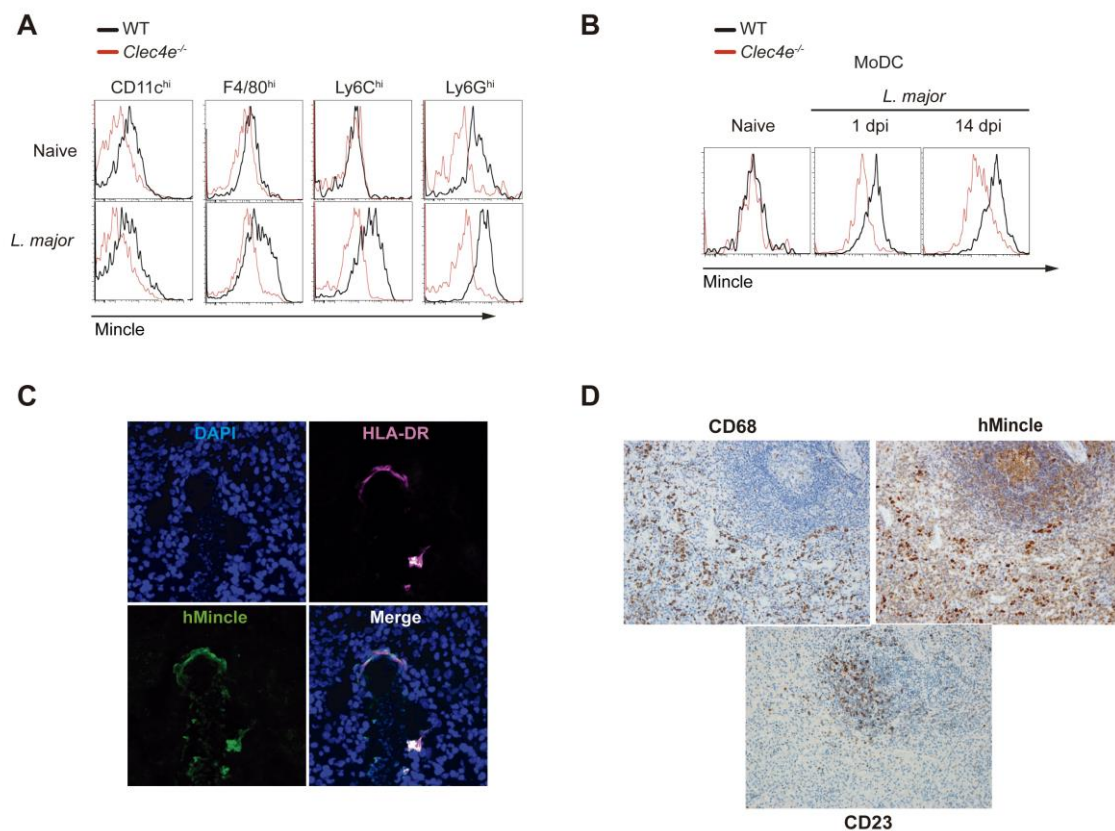 A
WT
Clec4e-/-
CD11chi F4/80hi Ly6Chi Ly6Ghi
Naive
L. major
Mincle
B
WT
Clec4e-/-
MoDC
L. major
Naive 1 dpi 14 dpi
Mincle
C
DAPI HLA-DR
hMincle Merge
D
CD68 hMincle
CD23